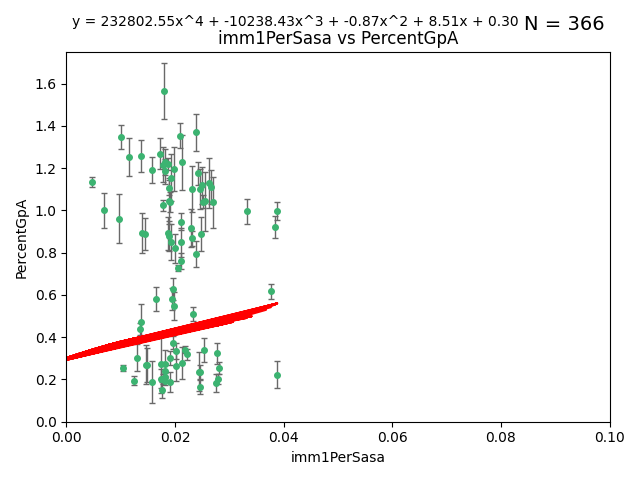 y = 232802.55x^4 + -10238.43x^3 + -0.87x^2 + 8.51x + 0.30 N = 366
imm1PerSasa vs PercentGpA
1.6
1.4
1.2
1.0
0.8
0.6
0.4
0.2
0.0
PercentGpA
0.00 0.02 0.04 0.06 0.08 0.10
imm1PerSasa